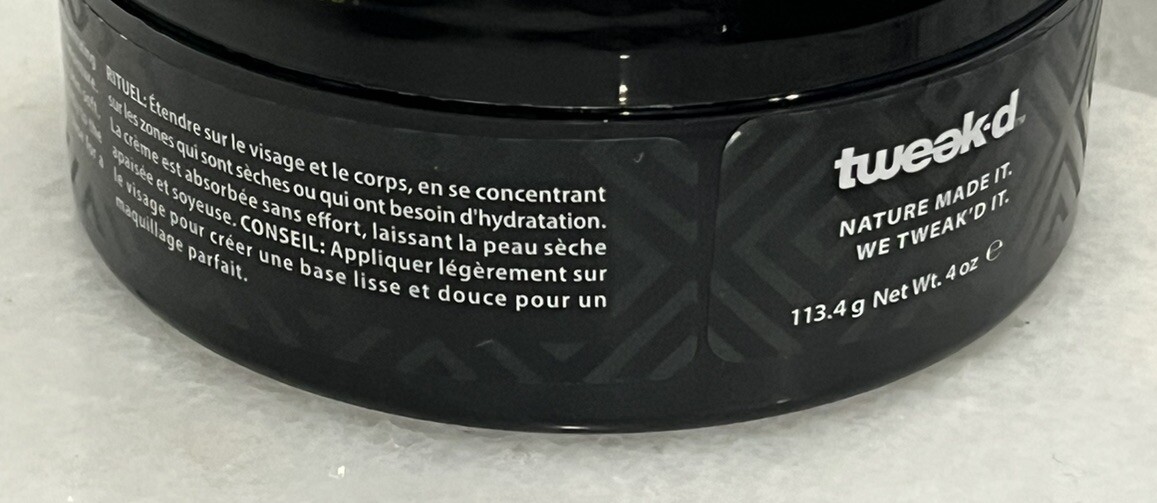 RITUEL: Étendre sur le visage et le corps, en se concentrant
sur les zones qui sont sèches ou qui ont besoin d'hydratation.
La crème est absorbée sans effort, laissant la peau sèche
apaisée et soyeuse. CONSEIL: Appliquer légèrement sur
le visage pour créer une base lisse et douce pour un
maquillage parfait.
tweak·d™
NATURE MADE IT.
WE TWEAK'D IT.
113.4 g Net Wt. 4 oz ℮